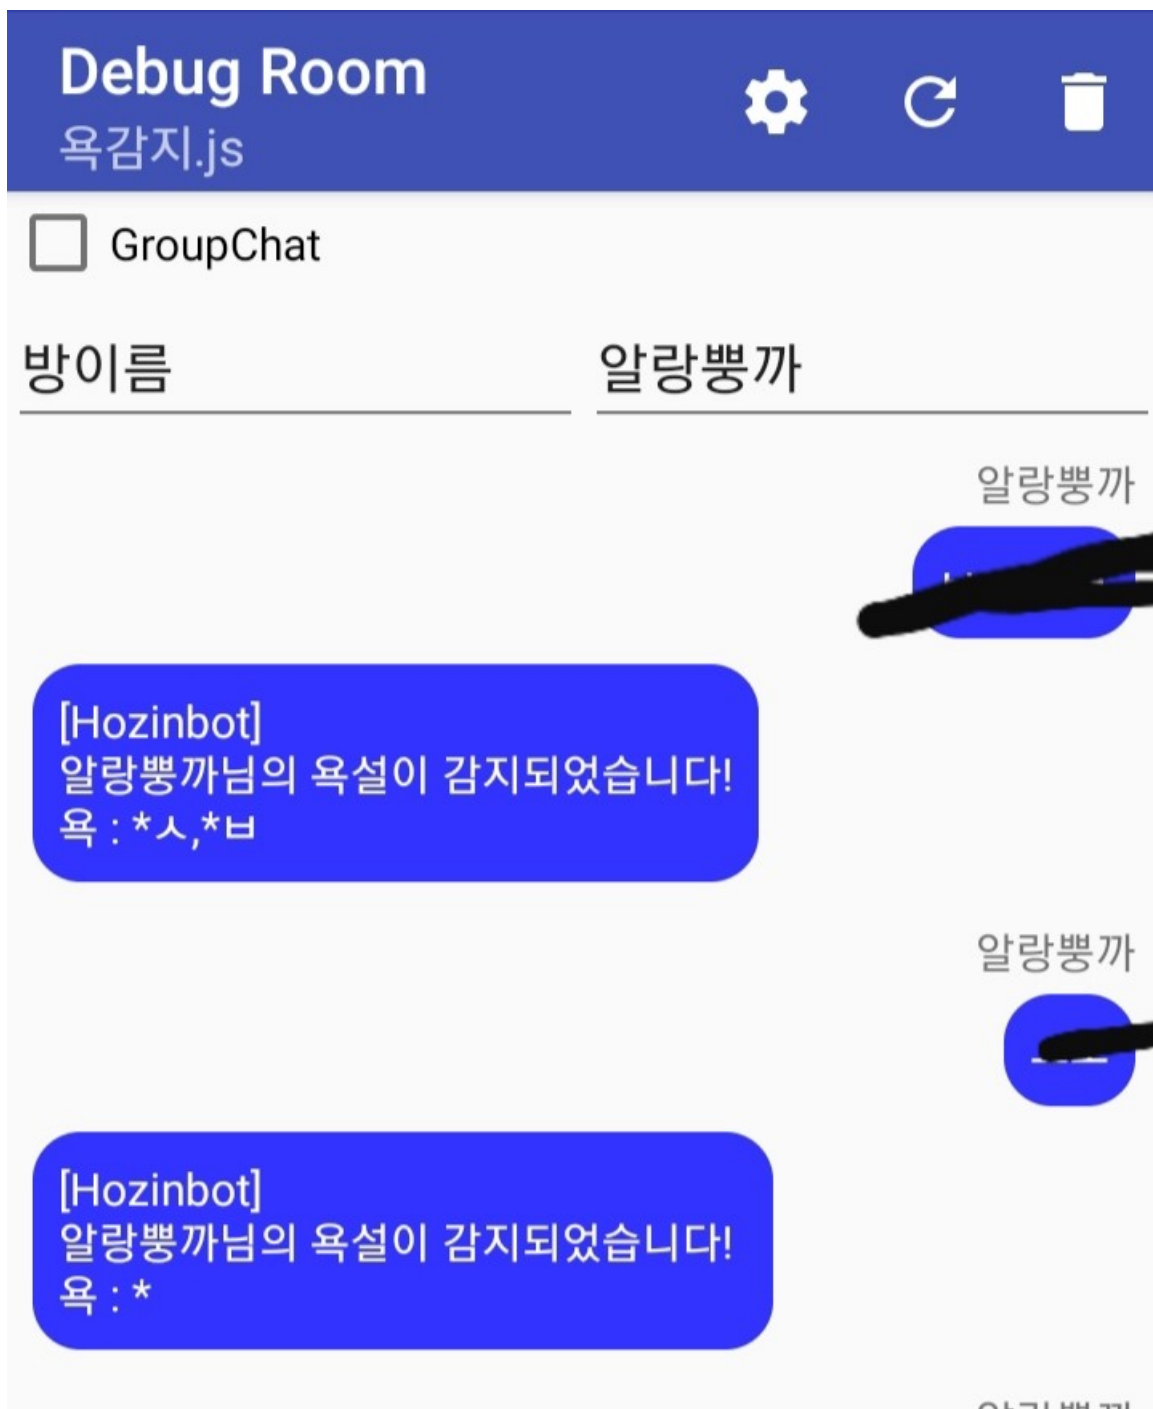 Debug Room
욕감지.js
GroupChat
방이름
알랑뿡까
알랑뿡까
[Hozinbot]
알랑뿡까님의 욕설이 감지되었습니다!
욕 : *ㅅ,*ㅂ
알랑뿡까
[Hozinbot]
알랑뿡까님의 욕설이 감지되었습니다!
욕 : *